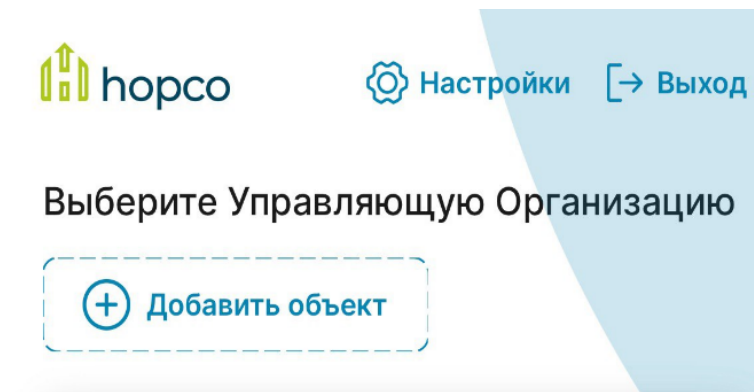 hopco Настройки Выход
Выберите Управляющую Организацию
Добавить объект